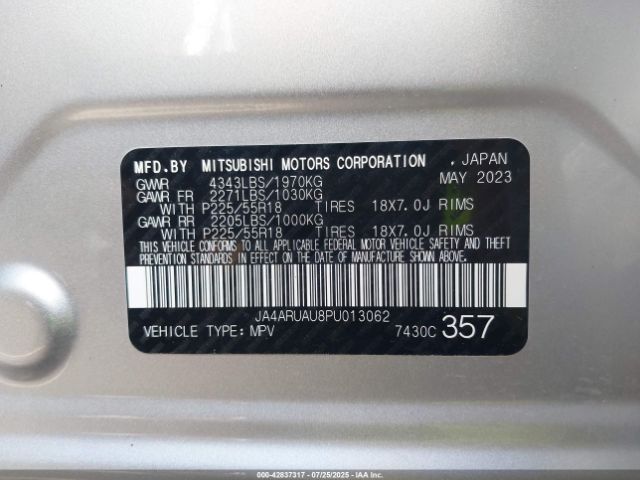 MFD.BY MITSUBISHI MOTORS CORPORATION , JAPAN
GVWR 4343LBS/1970KG MAY 2023
GAWR FR 2271LBS/1030KG
WITH P225/55R18 TIRES 18X7.0J RIMS
GAWR RR 2205LBS/1000KG
WITH P225/55R18 TIRES 18X7.0J RIMS
THIS VEHICLE CONFORMS TO ALL APPLICABLE FEDERAL MOTOR VEHICLE SAFETY AND THEFT
PREVENTION STANDARDS IN EFFECT ON THE DATE OF MANUFACTURE SHOWN ABOVE.
JA4ARUAU8PU013062
VEHICLE TYPE: MPV 7430C 357
000-42837317 - 07/25/2025 - IAA Inc.